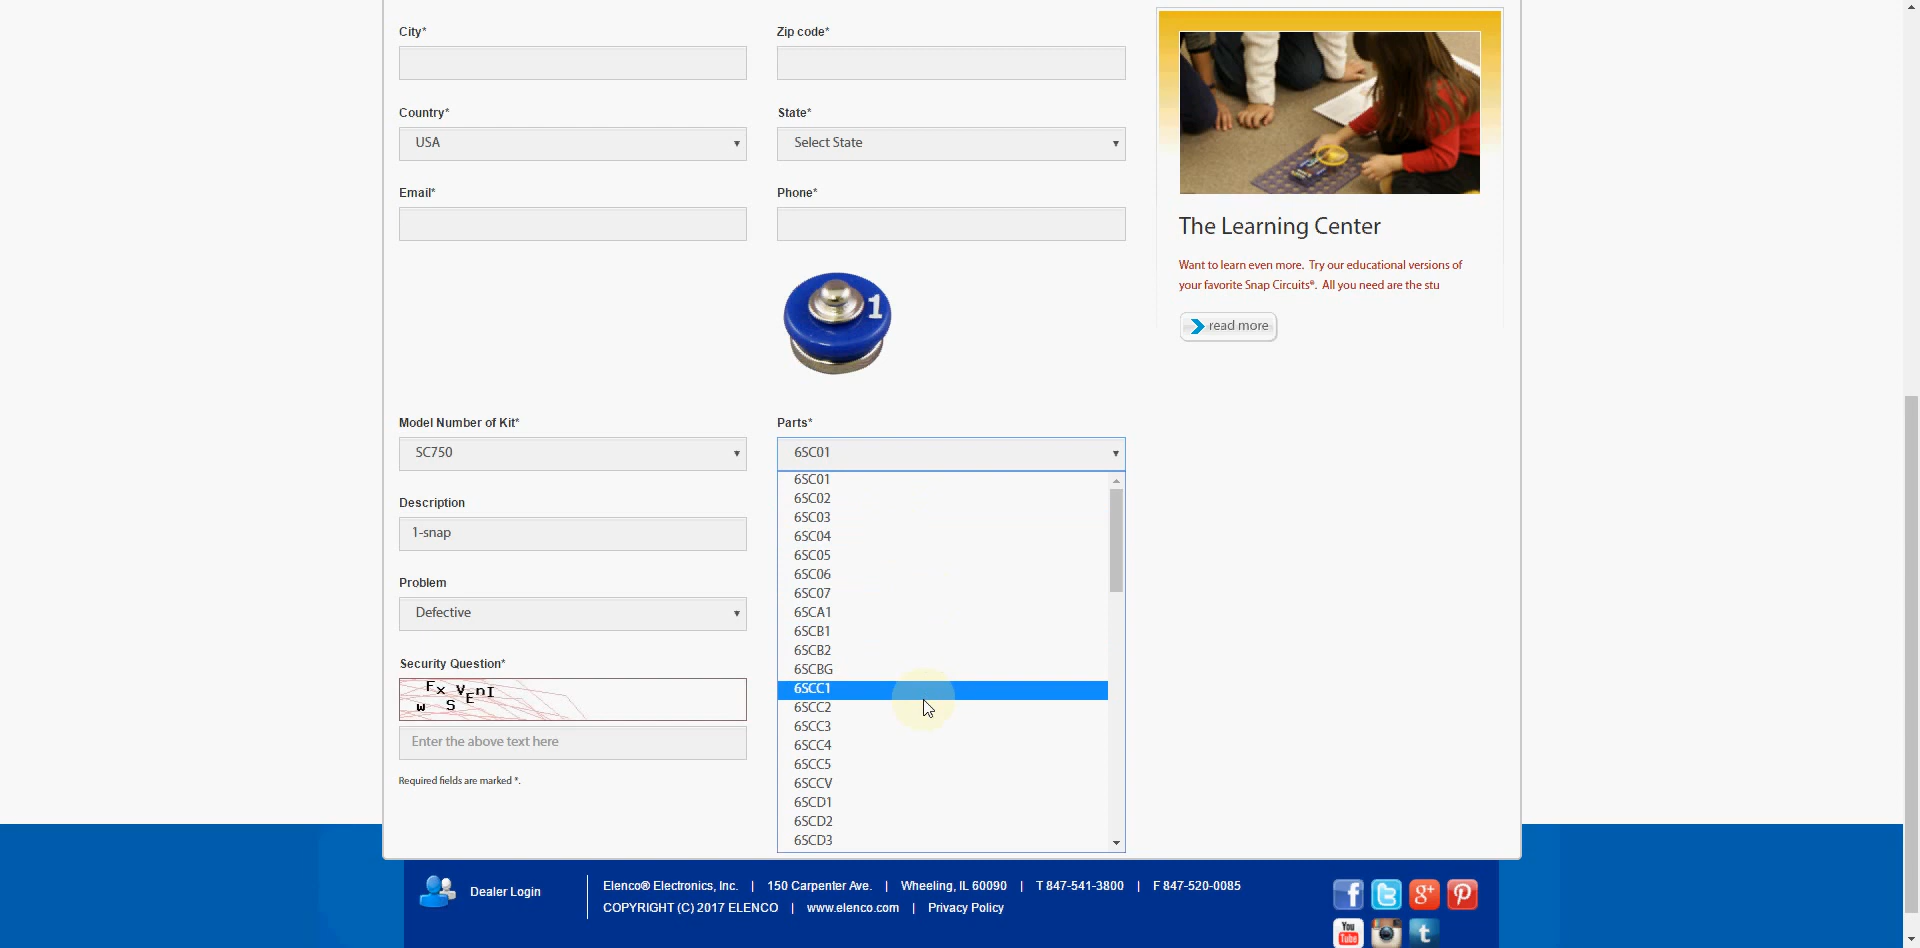 City*
Zip code*
Country*
State*
USA
Select State
Email*
Phone*
1
The Learning Center
Want to learn even more. Try our educational versions of
your favorite Snap Circuits®. All you need are the stu
read more
Model Number of Kit*
Parts*
SC750
6SC01
6SC01
6SC02
6SC03
6SC04
6SC05
6SC06
6SC07
6SCA1
6SCB1
6SCB2
6SCBG
6SCC1
6SCC2
6SCC3
6SCC4
6SCC5
6SCCV
6SCD1
6SCD2
6SCD3
Description
1-snap
Problem
Defective
Security Question*
F x V E n I
w S
Enter the above text here
Required fields are marked *.
Dealer Login
Elenco® Electronics, Inc. | 150 Carpenter Ave. | Wheeling, IL 60090 | T 847-541-3800 | F 847-520-0085
COPYRIGHT (C) 2017 ELENCO | www.elenco.com | Privacy Policy
f t g+ p
You Tube t